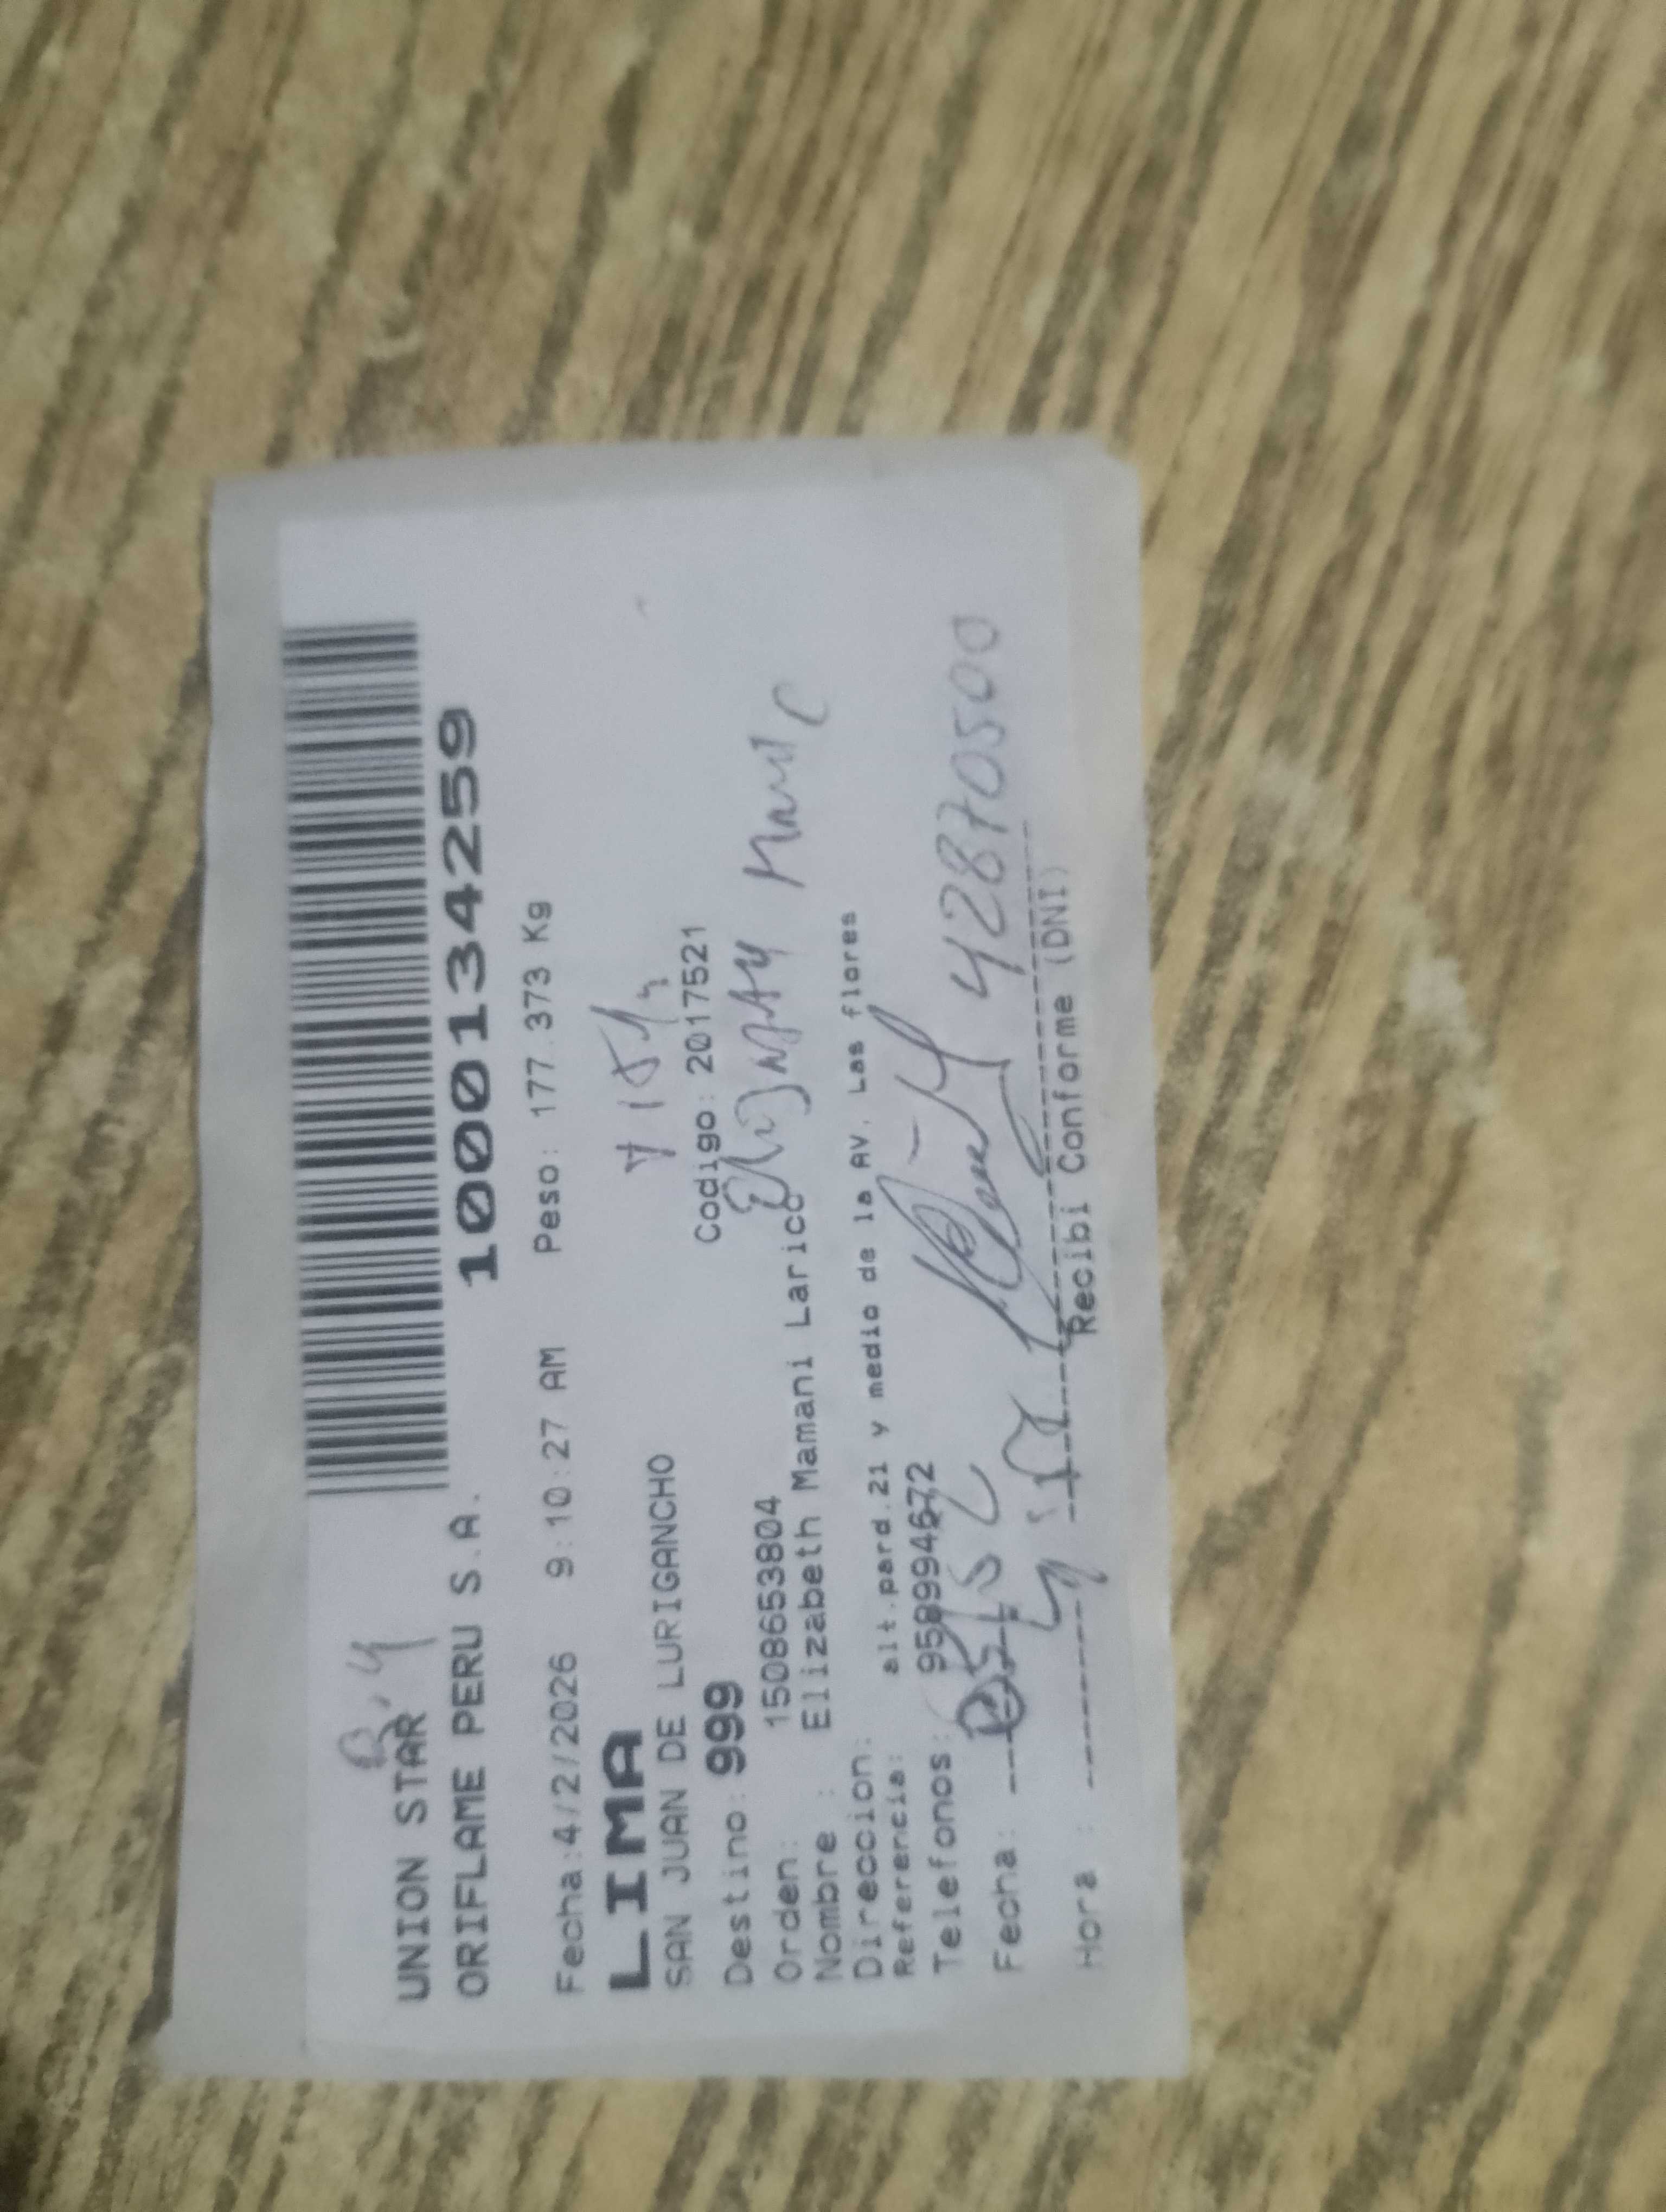 B.4
UNION STAR
ORIFLAME PERU S.A.
1000134259
Fecha:4/2/2026 9:10:27 AM Peso: 177.373 Kg
LIMA
SAN JUAN DE LURIGANCHO
Destino: 999 Codigo: 2017521
Orden: 1508653804
Nombre : Elizabeth Mamani Larico
Direccion:
Referencia: alt.pard.21 y medio de la AV. Las flores
Telefonos: 959994672
Fecha:
42870500
Hora :
Recibi Conforme (DNI)